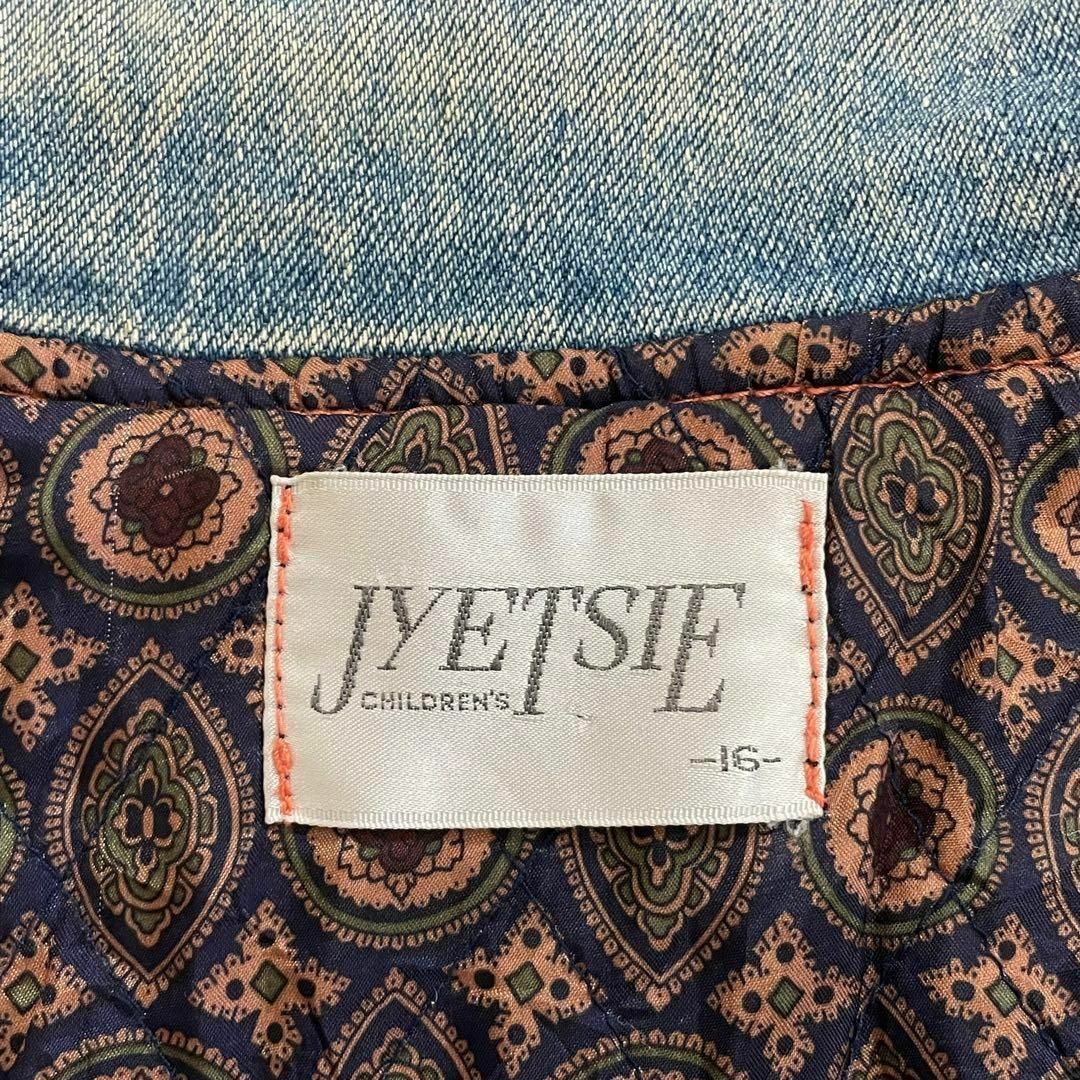 JYETSIE
CHILDREN'S
-16-